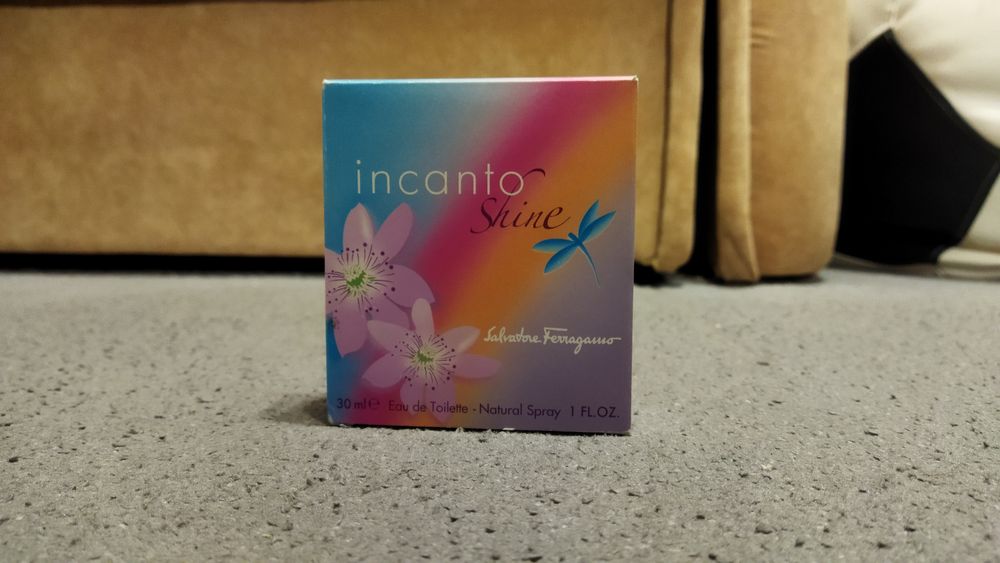 incanto
Shine
Salvatore Ferragamo
30 ml ℮ Eau de Toilette - Natural Spray 1 FL.OZ.